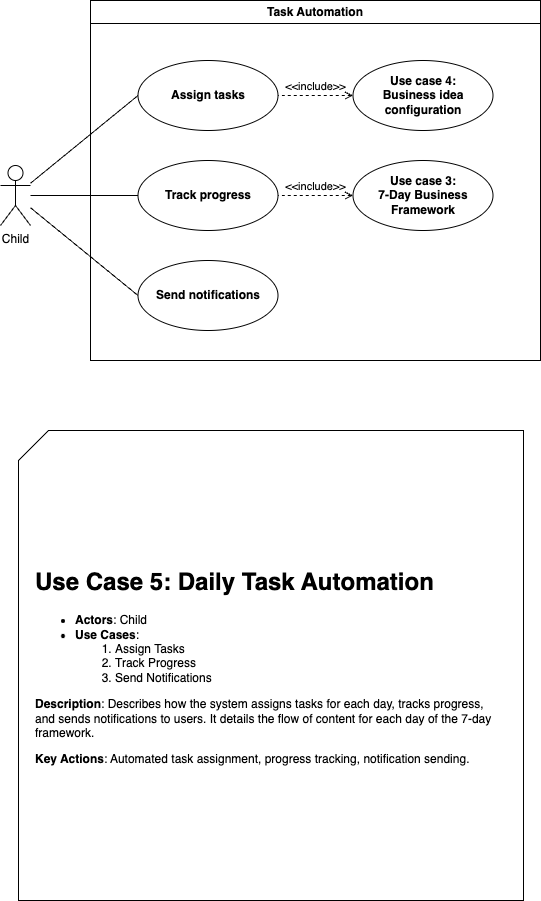 Task Automation
Assign tasks
<<include>>
Use case 4:
Business idea
configuration
Track progress
<<include>>
Use case 3:
7-Day Business
Framework
Child
Send notifications
Use Case 5: Daily Task Automation
• Actors: Child
• Use Cases:
1. Assign Tasks
2. Track Progress
3. Send Notifications
Description: Describes how the system assigns tasks for each day, tracks progress,
and sends notifications to users. It details the flow of content for each day of the 7-day
framework.
Key Actions: Automated task assignment, progress tracking, notification sending.